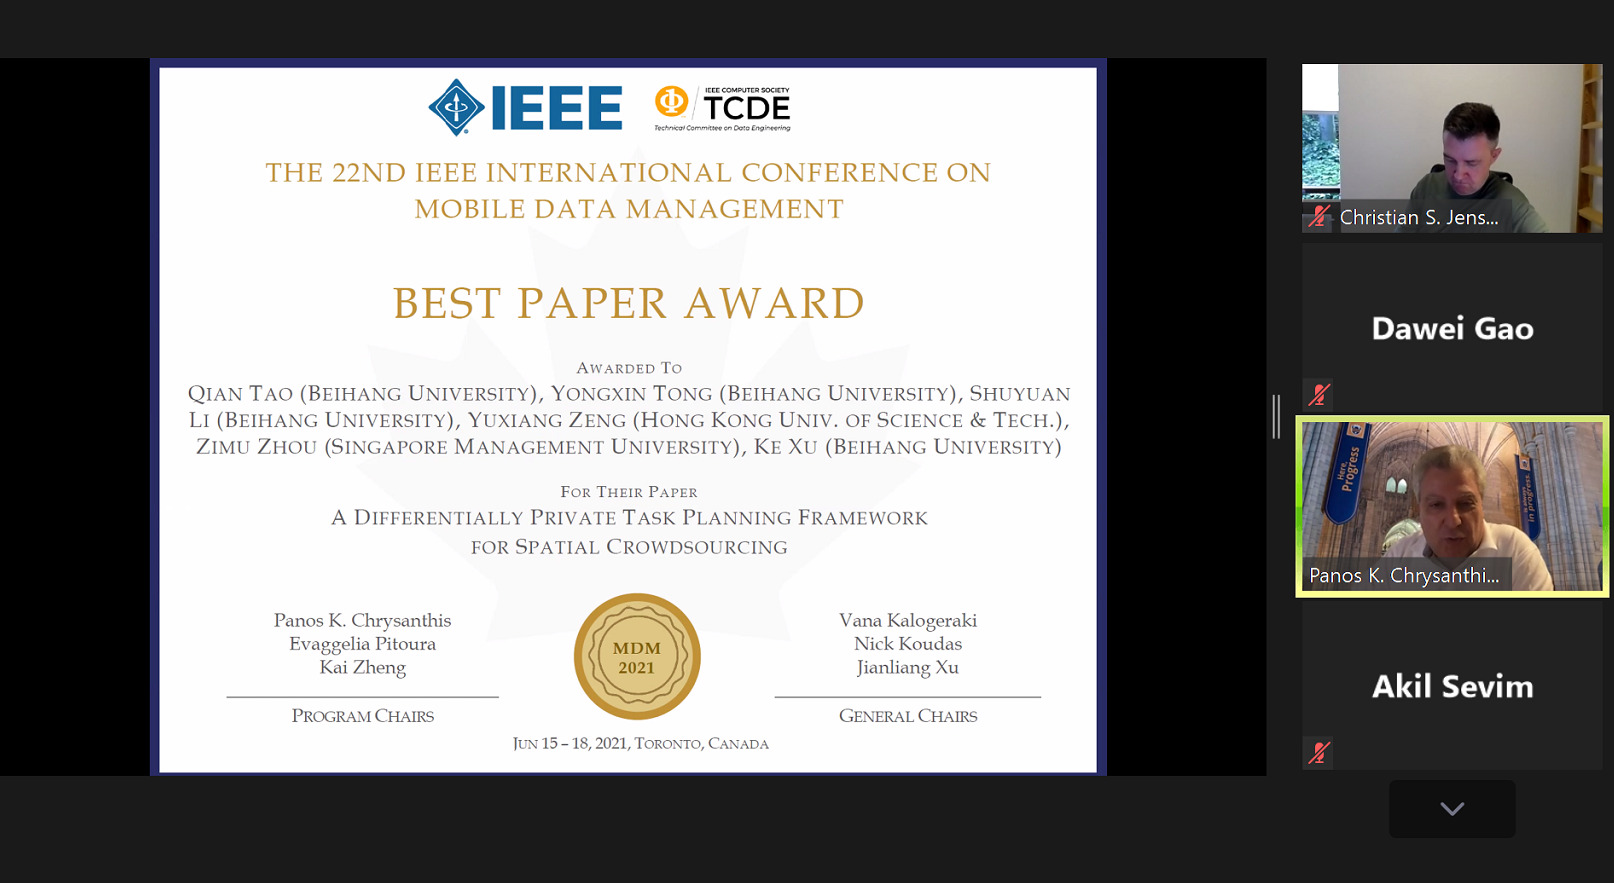 IEEE
IEEE COMPUTER SOCIETY
TCDE
Technical Committee on Data Engineering
THE 22ND IEEE INTERNATIONAL CONFERENCE ON
MOBILE DATA MANAGEMENT
BEST PAPER AWARD
AWARDED TO
QIAN TAO (BEIHANG UNIVERSITY), YONGXIN TONG (BEIHANG UNIVERSITY), SHUYUAN
LI (BEIHANG UNIVERSITY), YUXIANG ZENG (HONG KONG UNIV. OF SCIENCE & TECH.),
ZIMU ZHOU (SINGAPORE MANAGEMENT UNIVERSITY), KE XU (BEIHANG UNIVERSITY)
FOR THEIR PAPER
A DIFFERENTIALLY PRIVATE TASK PLANNING FRAMEWORK
FOR SPATIAL CROWDSOURCING
Panos K. Chrysanthis
Evaggelia Pitoura
Kai Zheng
PROGRAM CHAIRS
MDM
2021
Vana Kalogeraki
Nick Koudas
Jianliang Xu
GENERAL CHAIRS
JUN 15 – 18, 2021, TORONTO, CANADA
Christian S. Jens...
Dawei Gao
Here,
Progress
is always
in progress.
Panos K. Chrysanthi...
Akil Sevim